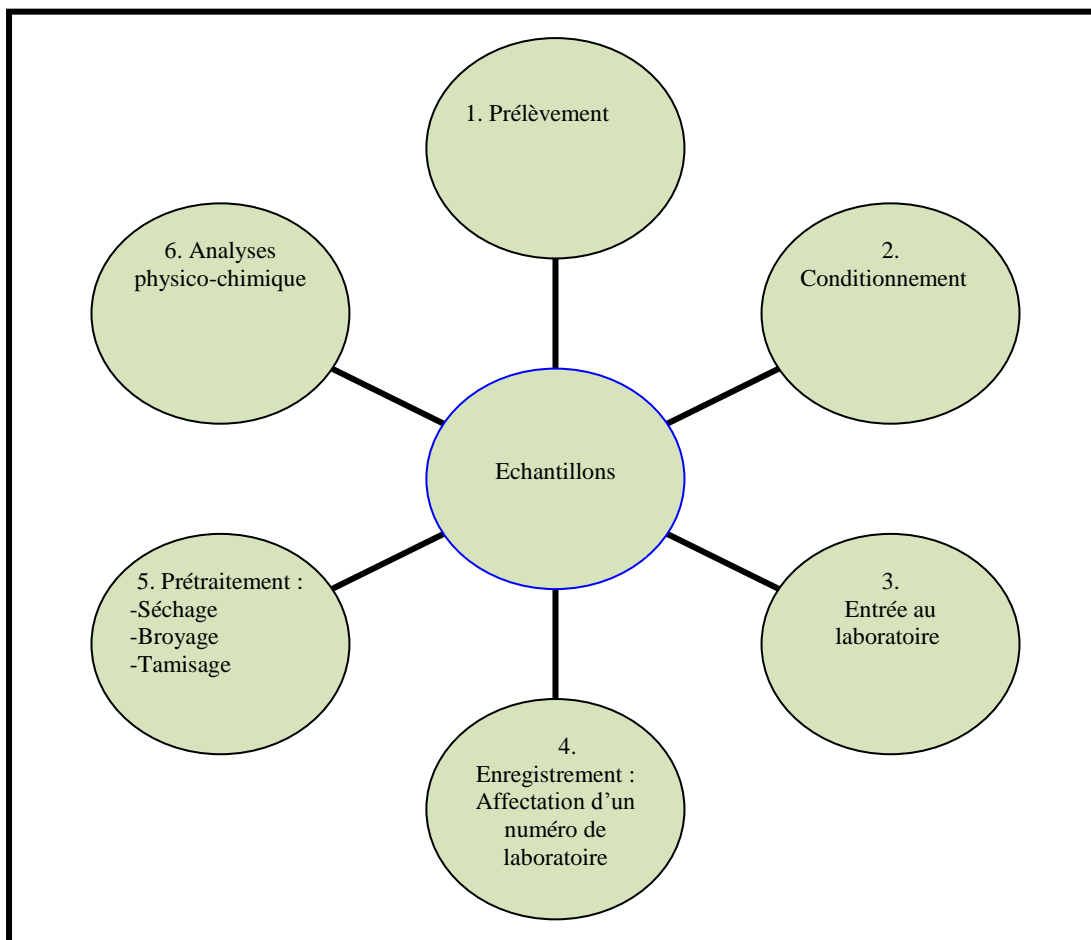 1. Prélèvement
2.
Conditionnement
3.
Entrée au
laboratoire
4.
Enregistrement :
Affectation d’un
numéro de
laboratoire
5. Prétraitement :
-Séchage
-Broyage
-Tamisage
6. Analyses
physico-chimique
Echantillons